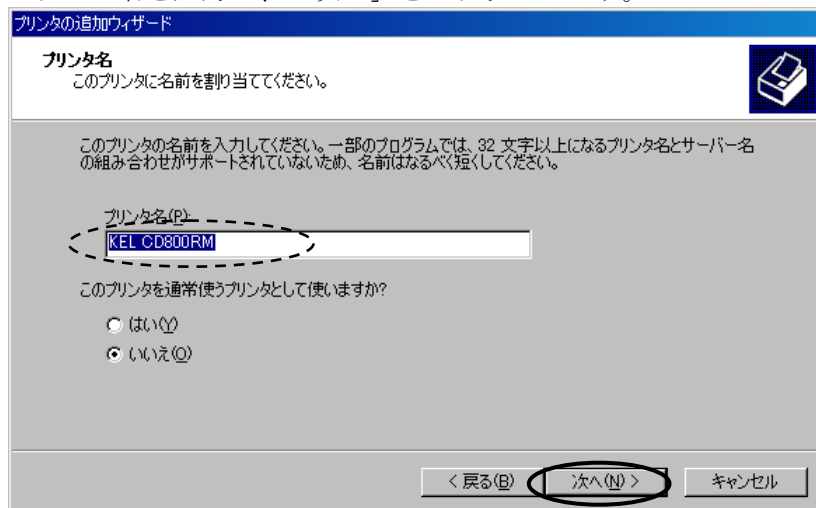 プリンタの追加ウィザード
プリンタ名
このプリンタに名前を割り当ててください。
このプリンタの名前を入力してください。一部のプログラムでは、32 文字以上になるプリンタ名とサーバー名
の組み合わせがサポートされていないため、名前はなるべく短くしてください。
プリンタ名(P):
KEL CD800RM
このプリンタを通常使うプリンタとして使いますか?
はい(Y)
いいえ(O)
< 戻る(B) 次へ(N) > キャンセル